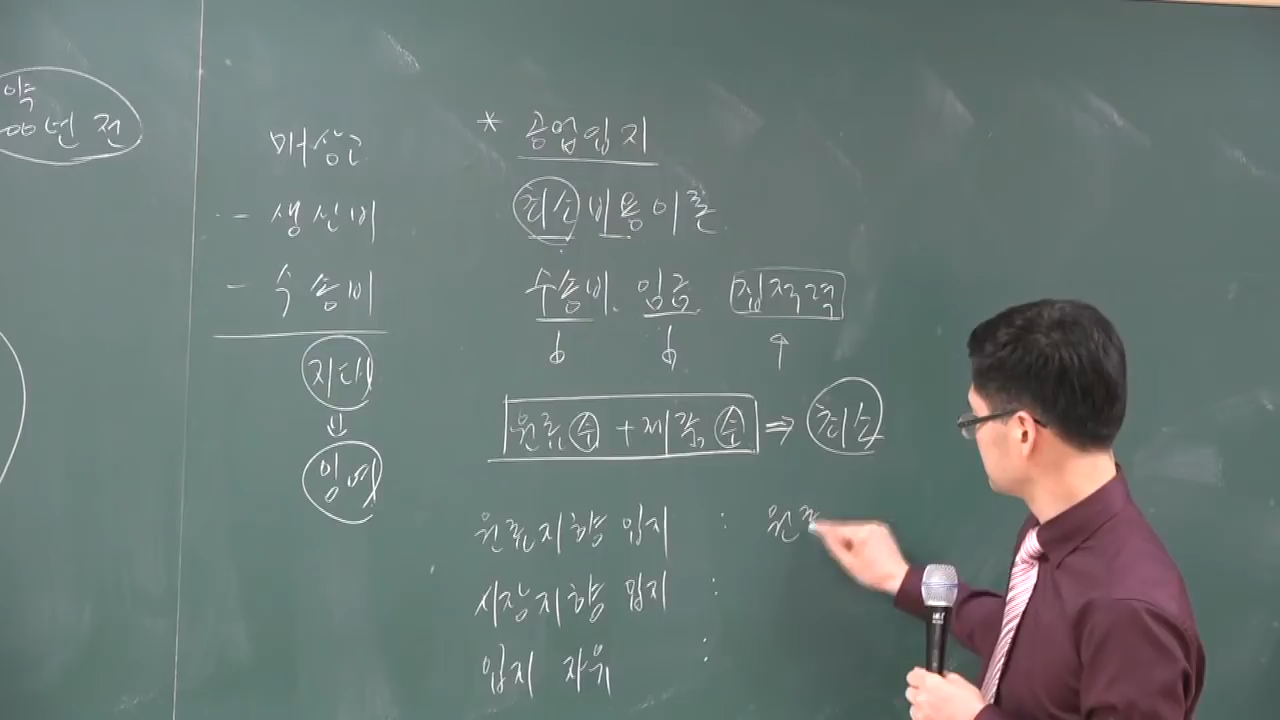 약
00년 전
매상고
- 생산비
- 수송비
지대
⇓
잉여
* 공업입지
최소비용이론
수송비, 임금, 집적력
원료(수) + 제품(수) ⇒ 최소
원료지향 입지 : 원료
시장지향 입지 :
입지 자유 :